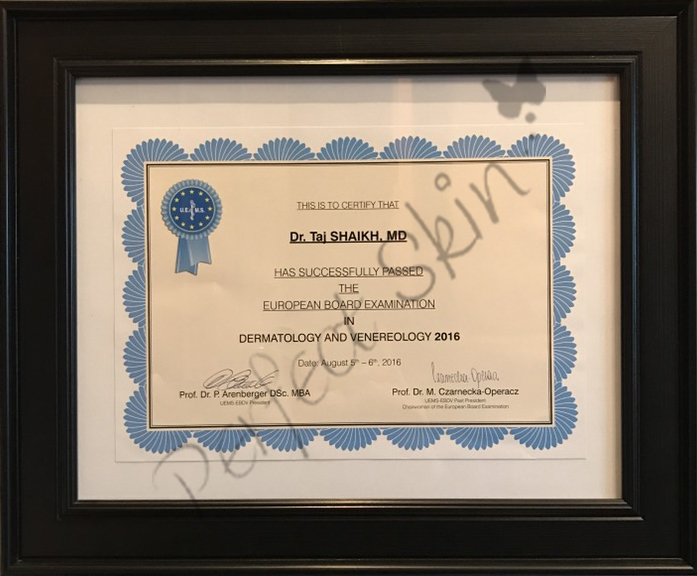 U.E.M.S.
THIS IS TO CERTIFY THAT
Dr. Taj SHAIKH, MD
HAS SUCCESSFULLY PASSED
THE
EUROPEAN BOARD EXAMINATION
IN
DERMATOLOGY AND VENEREOLOGY 2016
Date: August 5th – 6th, 2016
Czarnecka-Operacz
Prof. Dr. P. Arenberger DSc. MBA
UEMS-EBDV President
Prof. Dr. M. Czarnecka-Operacz
UEMS-EBDV Past President
Chairwoman of the European Board Examination
Perfect Skin